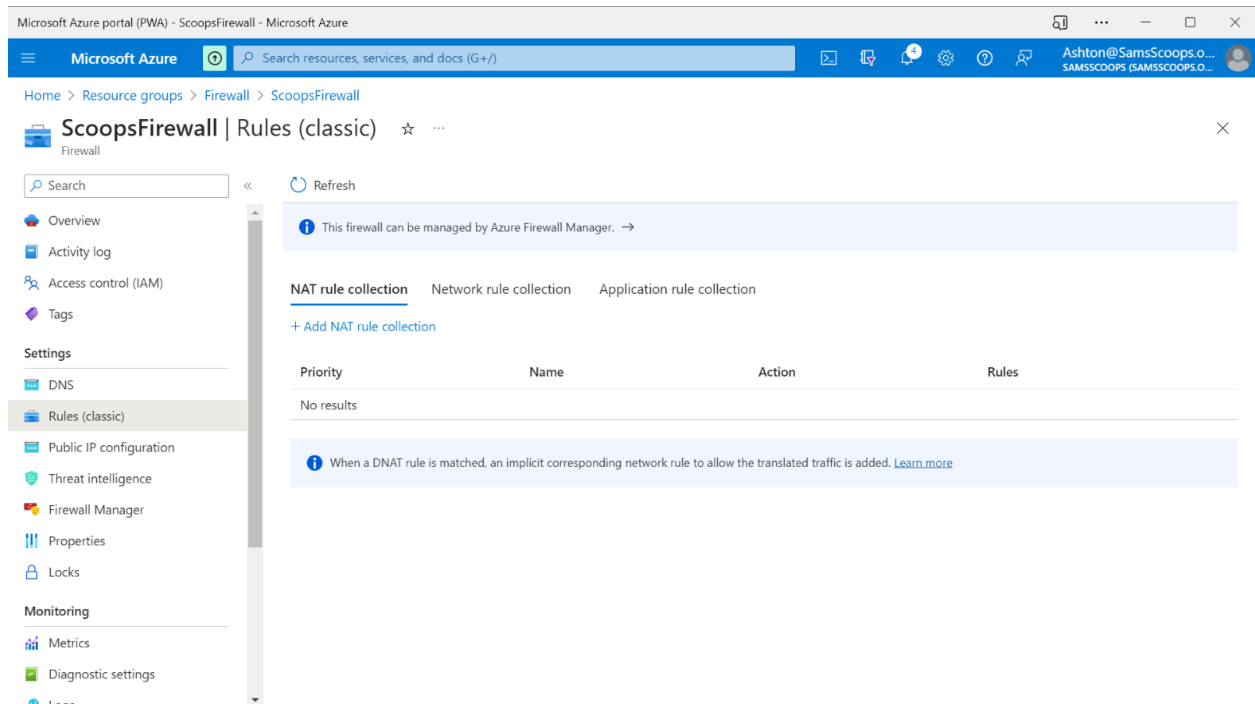 Microsoft Azure portal (PWA) - ScoopsFirewall - Microsoft Azure
Microsoft Azure
Search resources, services, and docs (G+/)
4
Ashton@SamsScoops.o...
SAMSSCOOPS (SAMSSCOOPS.O...
Home > Resource groups > Firewall > ScoopsFirewall
ScoopsFirewall | Rules (classic)
Firewall
Search
Overview
Activity log
Access control (IAM)
Tags
Settings
DNS
Rules (classic)
Public IP configuration
Threat intelligence
Firewall Manager
Properties
Locks
Monitoring
Metrics
Diagnostic settings
Refresh
This firewall can be managed by Azure Firewall Manager. →
NAT rule collection Network rule collection Application rule collection
+ Add NAT rule collection
Priority Name Action Rules
No results
When a DNAT rule is matched, an implicit corresponding network rule to allow the translated traffic is added. Learn more